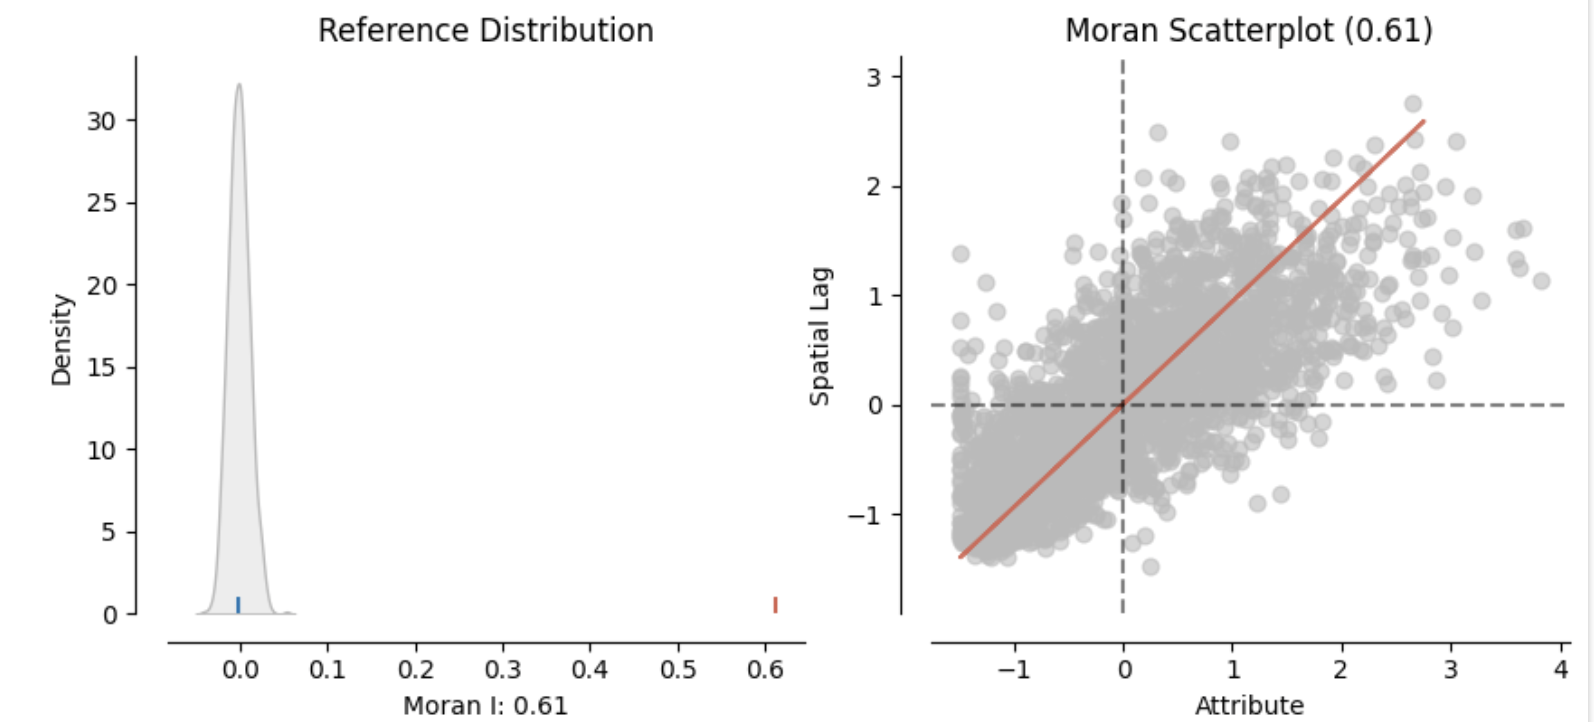 Reference Distribution
Density
30
25
20
15
10
5
0
0.0 0.1 0.2 0.3 0.4 0.5 0.6
Moran I: 0.61
Moran Scatterplot (0.61)
Spatial Lag
3
2
1
0
−1
−1 0 1 2 3 4
Attribute